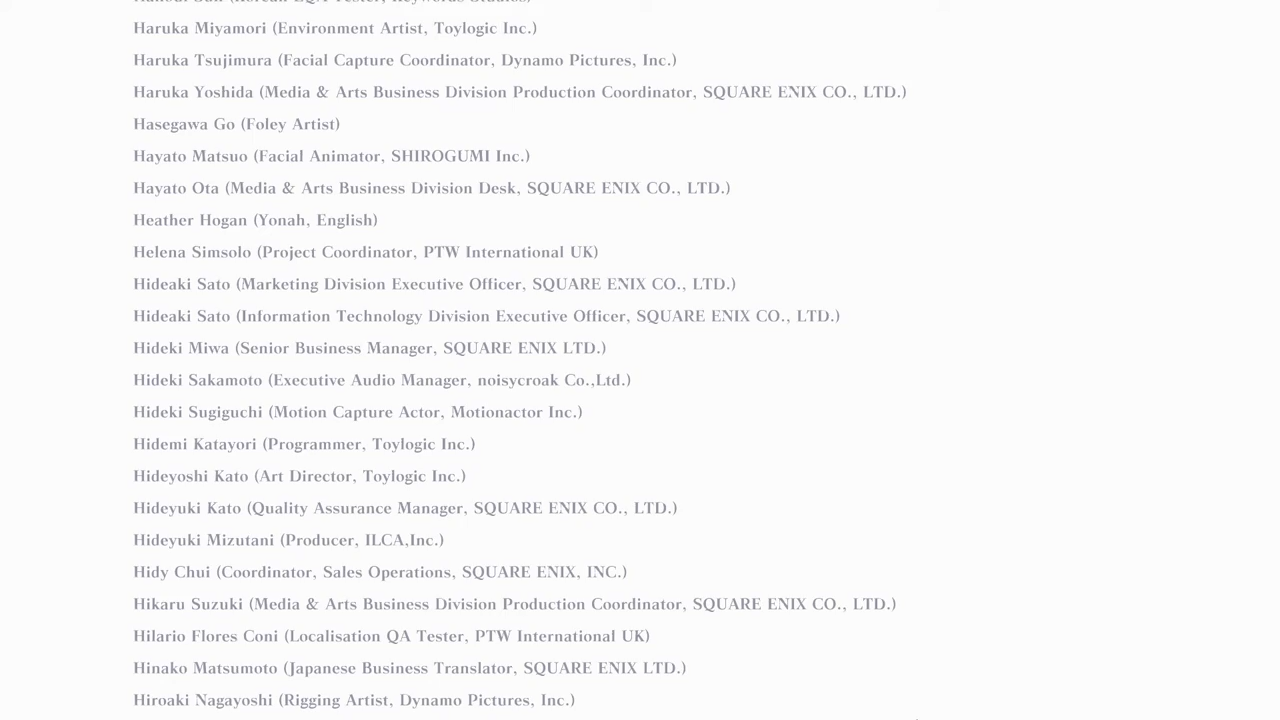 Haruka Miyamori (Environment Artist, Toylogic Inc.)
Haruka Tsujimura (Facial Capture Coordinator, Dynamo Pictures, Inc.)
Haruka Yoshida (Media & Arts Business Division Production Coordinator, SQUARE ENIX CO., LTD.)
Hasegawa Go (Foley Artist)
Hayato Matsuo (Facial Animator, SHIROGUMI Inc.)
Hayato Ota (Media & Arts Business Division Desk, SQUARE ENIX CO., LTD.)
Heather Hogan (Yonah, English)
Helena Simsolo (Project Coordinator, PTW International UK)
Hideaki Sato (Marketing Division Executive Officer, SQUARE ENIX CO., LTD.)
Hideaki Sato (Information Technology Division Executive Officer, SQUARE ENIX CO., LTD.)
Hideki Miwa (Senior Business Manager, SQUARE ENIX LTD.)
Hideki Sakamoto (Executive Audio Manager, noisycroak Co.,Ltd.)
Hideki Sugiguchi (Motion Capture Actor, Motionactor Inc.)
Hidemi Katayori (Programmer, Toylogic Inc.)
Hideyoshi Kato (Art Director, Toylogic Inc.)
Hideyuki Kato (Quality Assurance Manager, SQUARE ENIX CO., LTD.)
Hideyuki Mizutani (Producer, ILCA,Inc.)
Hidy Chui (Coordinator, Sales Operations, SQUARE ENIX, INC.)
Hikaru Suzuki (Media & Arts Business Division Production Coordinator, SQUARE ENIX CO., LTD.)
Hilario Flores Coni (Localisation QA Tester, PTW International UK)
Hinako Matsumoto (Japanese Business Translator, SQUARE ENIX LTD.)
Hiroaki Nagayoshi (Rigging Artist, Dynamo Pictures, Inc.)